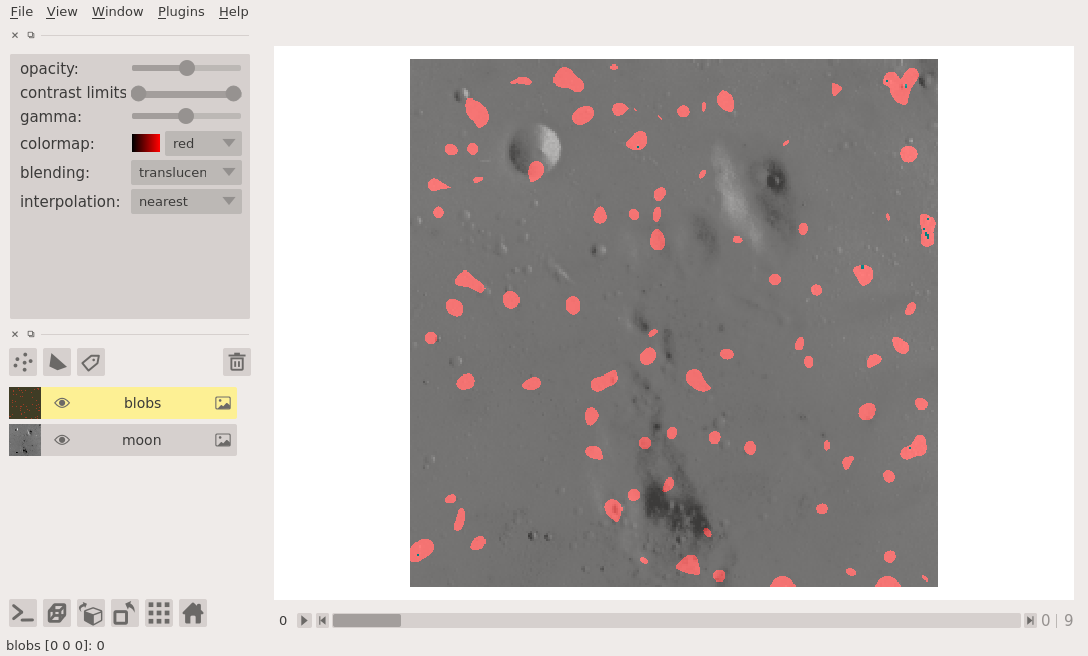 File View Window Plugins Help
opacity:
contrast limits
gamma:
colormap: red
blending: translucen
interpolation: nearest
blobs
moon
0 0 | 9
blobs [0 0 0]: 0